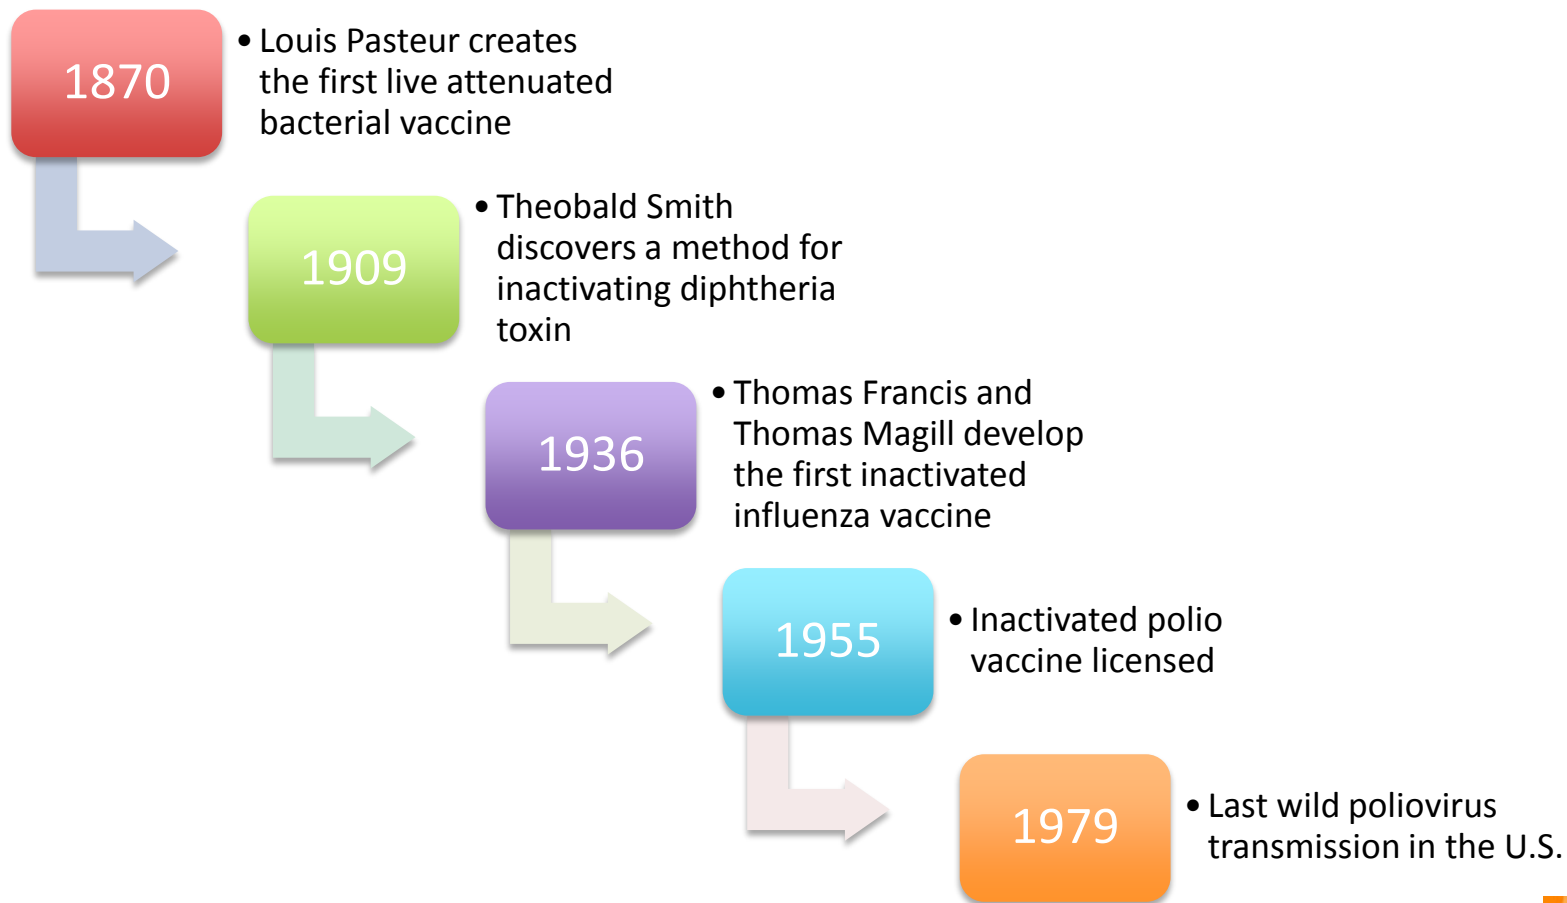 1870
• Louis Pasteur creates
the first live attenuated
bacterial vaccine
1909
• Theobald Smith
discovers a method for
inactivating diphtheria
toxin
1936
• Thomas Francis and
Thomas Magill develop
the first inactivated
influenza vaccine
1955
• Inactivated polio
vaccine licensed
1979
• Last wild poliovirus
transmission in the U.S.